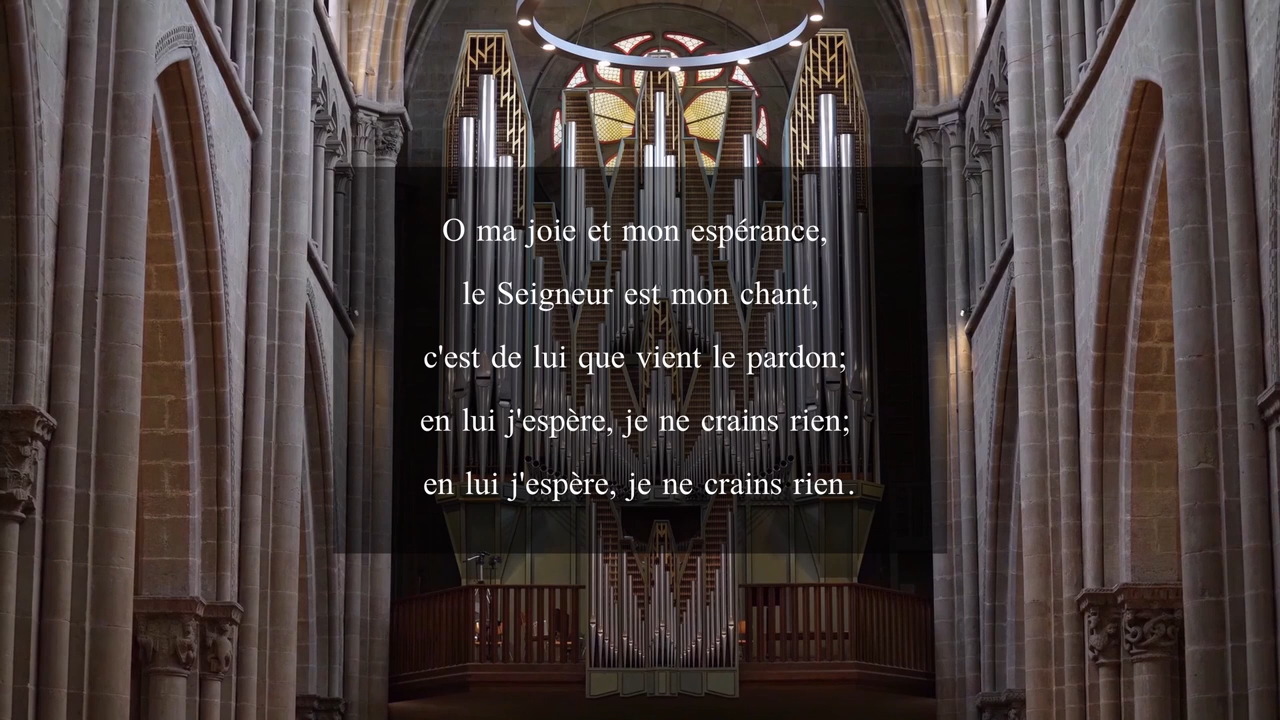 O ma joie et mon espérance,
le Seigneur est mon chant,
c'est de lui que vient le pardon;
en lui j'espère, je ne crains rien;
en lui j'espère, je ne crains rien.